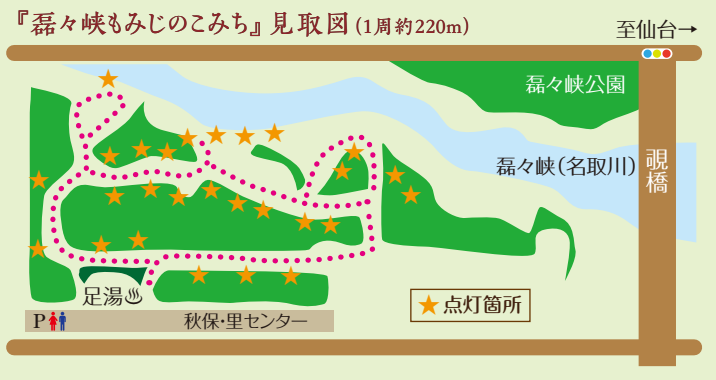 『磊々峡もみじのこみち』見取図(1周約220m)
至仙台→
磊々峡公園
磊々峡(名取川)
覗橋
足湯♨
★点灯箇所
P
秋保・里センター